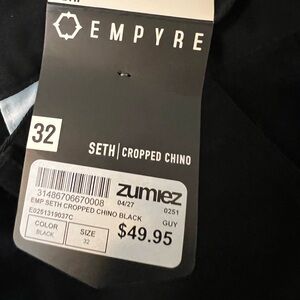 EMPYRE
32
SETH | CROPPED CHINO
31486706670008
zumiez
04/27 0251
EMP SETH CROPPED CHINO BLACK
E0251319037C
GUY
COLOR
BLACK
SIZE
32
$49.95